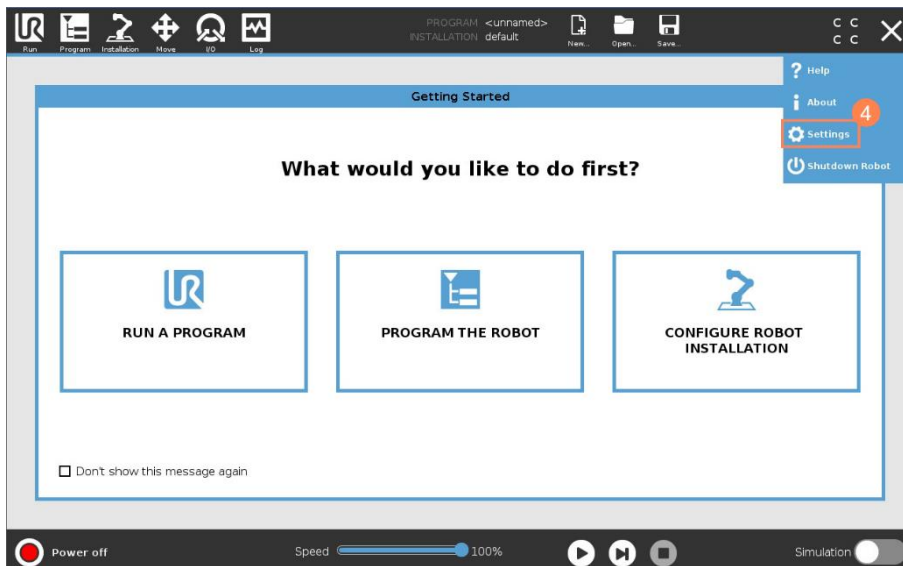 PROGRAM <unnamed>
INSTALLATION default
Run Program Installation Move I/O Log New... Open... Save...
C C
C C
? Help
i About
4
Settings
Shutdown Robot
Getting Started
What would you like to do first?
RUN A PROGRAM
PROGRAM THE ROBOT
CONFIGURE ROBOT
INSTALLATION
Don't show this message again
Power off Speed 100% Simulation